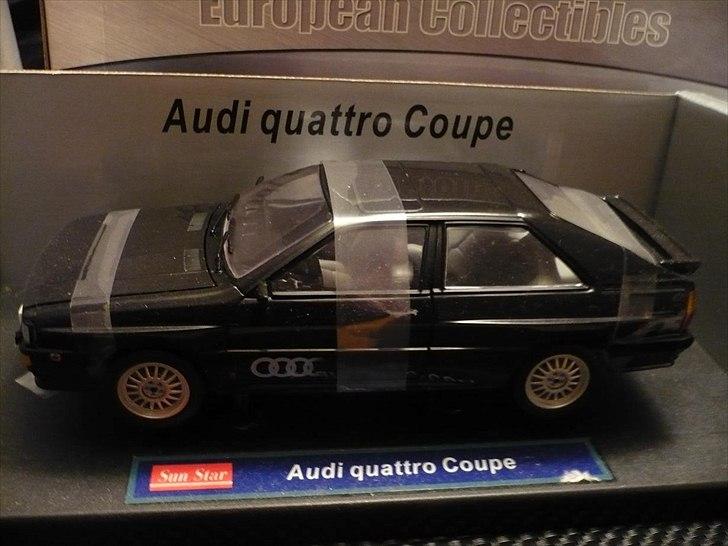 European Collectibles
Audi quattro Coupe
Sun Star
Audi quattro Coupe